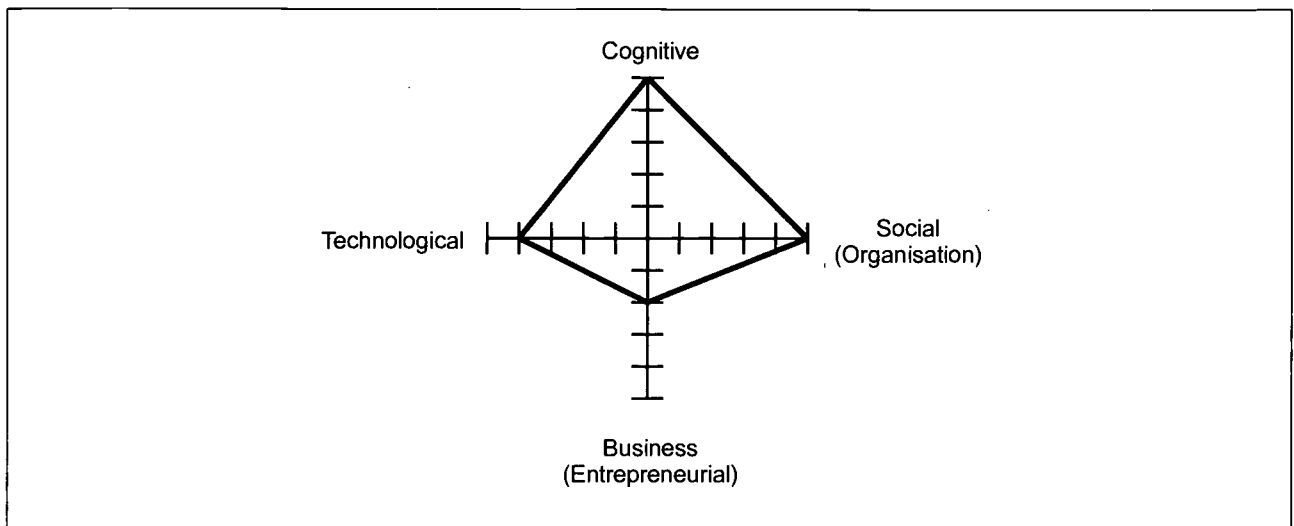 Cognitive
Technological
Social
(Organisation)
Business
(Entrepreneurial)